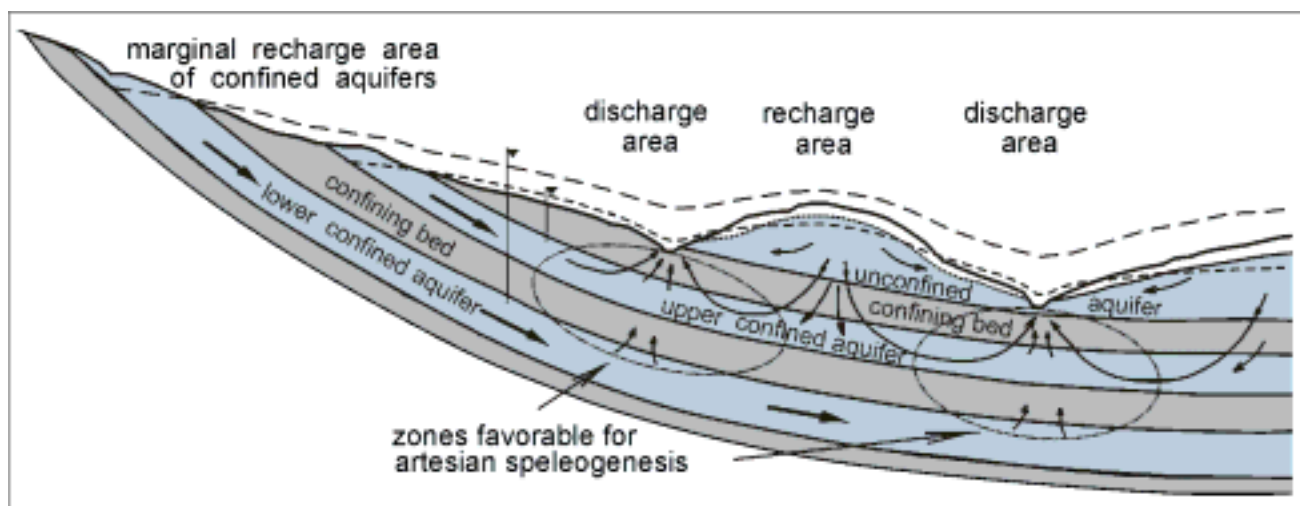 marginal recharge area
of confined aquifers
discharge
area
recharge
area
discharge
area
confining bed
lower confined aquifer
unconfined
aquifer
upper confined aquifer
confining bed
zones favorable for
artesian speleogenesis